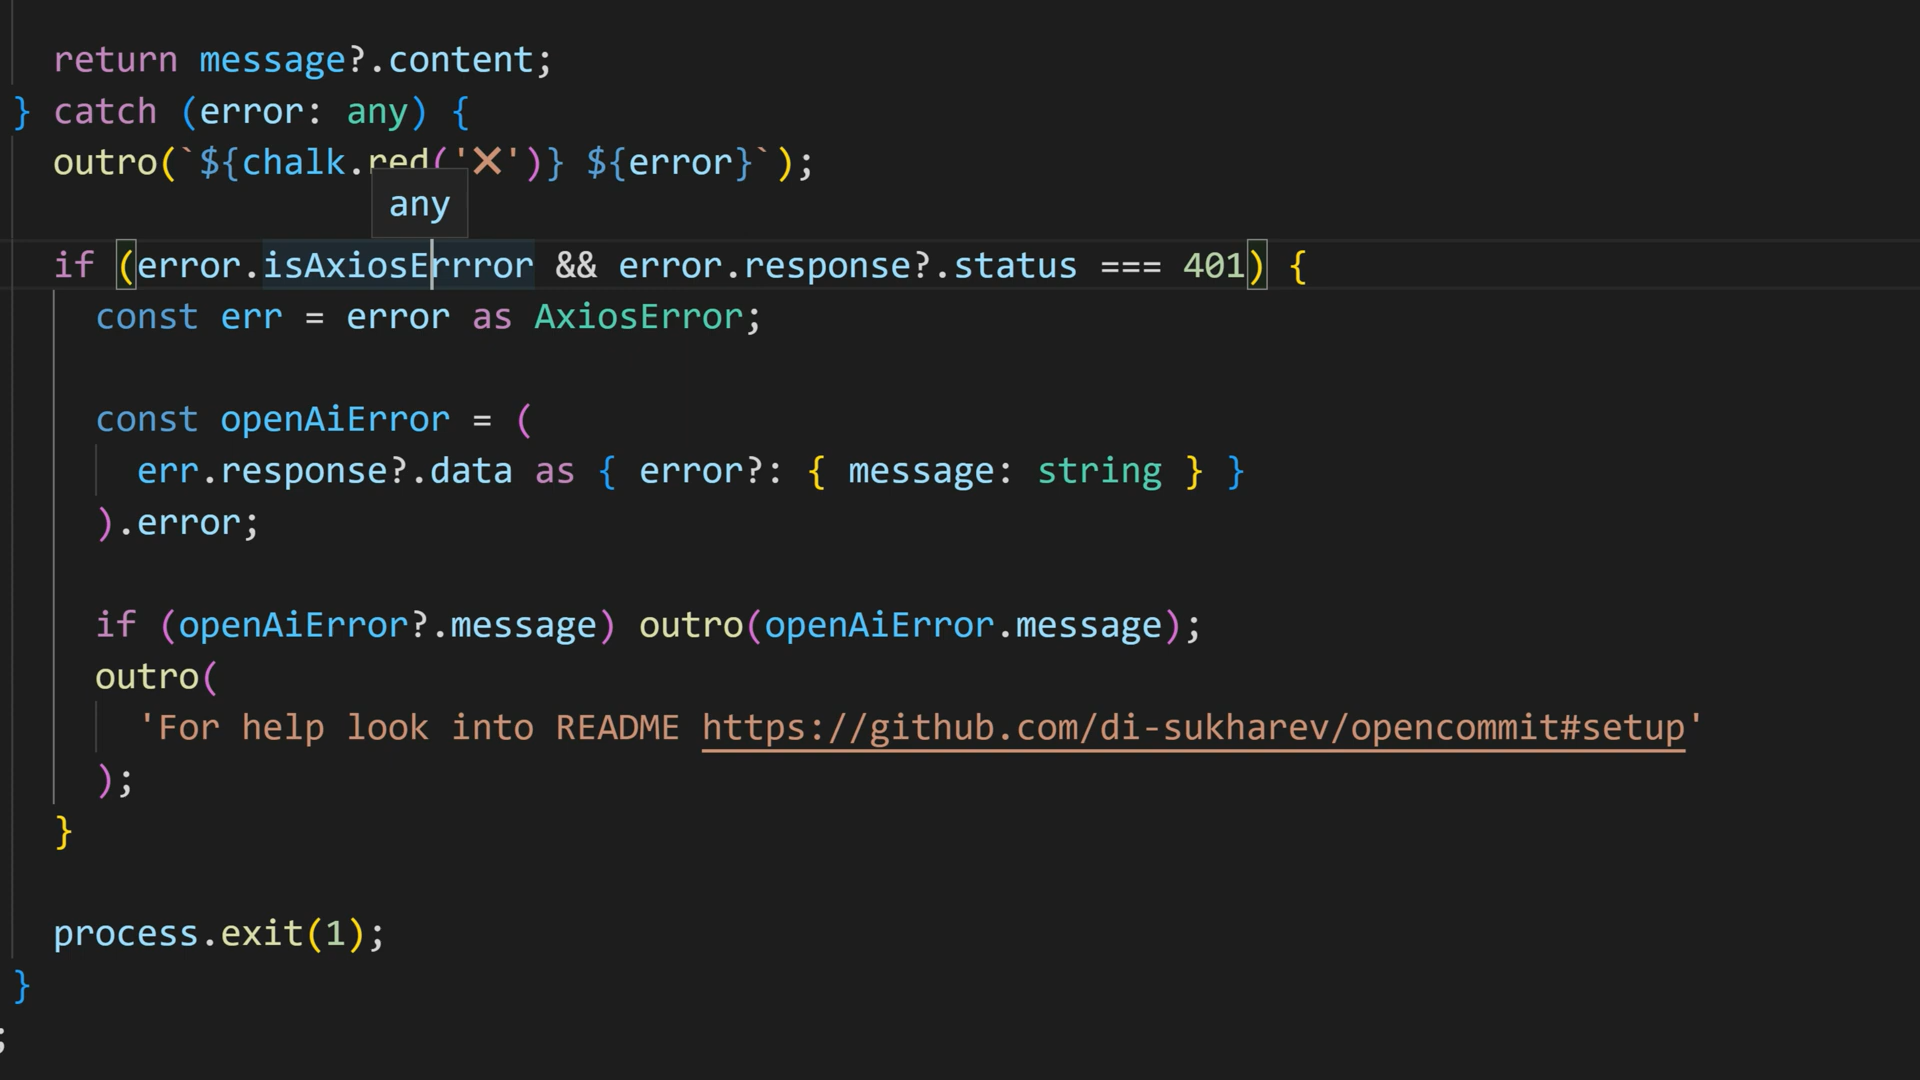 return message?.content;
} catch (error: any) {
outro(`${chalk.red('❌')} ${error}`);
any
if (error.isAxiosErrror && error.response?.status === 401) {
const err = error as AxiosError;
const openAiError = (
err.response?.data as { error?: { message: string } }
).error;
if (openAiError?.message) outro(openAiError.message);
outro(
'For help look into README https://github.com/di-sukharev/opencommit#setup'
);
}
process.exit(1);
}
;